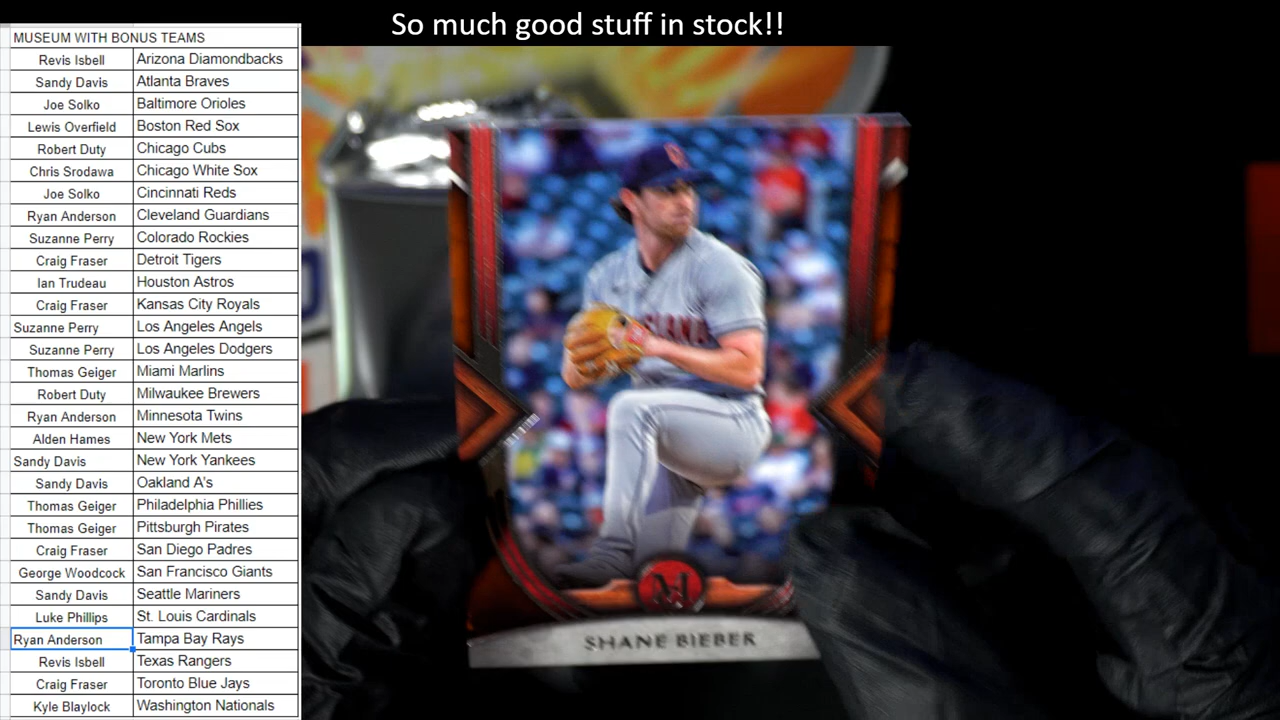 So much good stuff in stock!!
MUSEUM WITH BONUS TEAMS
Revis Isbell Arizona Diamondbacks
Sandy Davis Atlanta Braves
Joe Solko Baltimore Orioles
Lewis Overfield Boston Red Sox
Robert Duty Chicago Cubs
Chris Srodawa Chicago White Sox
Joe Solko Cincinnati Reds
Ryan Anderson Cleveland Guardians
Suzanne Perry Colorado Rockies
Craig Fraser Detroit Tigers
Ian Trudeau Houston Astros
Craig Fraser Kansas City Royals
Suzanne Perry Los Angeles Angels
Suzanne Perry Los Angeles Dodgers
Thomas Geiger Miami Marlins
Robert Duty Milwaukee Brewers
Ryan Anderson Minnesota Twins
Alden Hames New York Mets
Sandy Davis New York Yankees
Sandy Davis Oakland A's
Thomas Geiger Philadelphia Phillies
Thomas Geiger Pittsburgh Pirates
Craig Fraser San Diego Padres
George Woodcock San Francisco Giants
Sandy Davis Seattle Mariners
Luke Phillips St. Louis Cardinals
Ryan Anderson Tampa Bay Rays
Revis Isbell Texas Rangers
Craig Fraser Toronto Blue Jays
Kyle Blaylock Washington Nationals
SHANE BIEBER